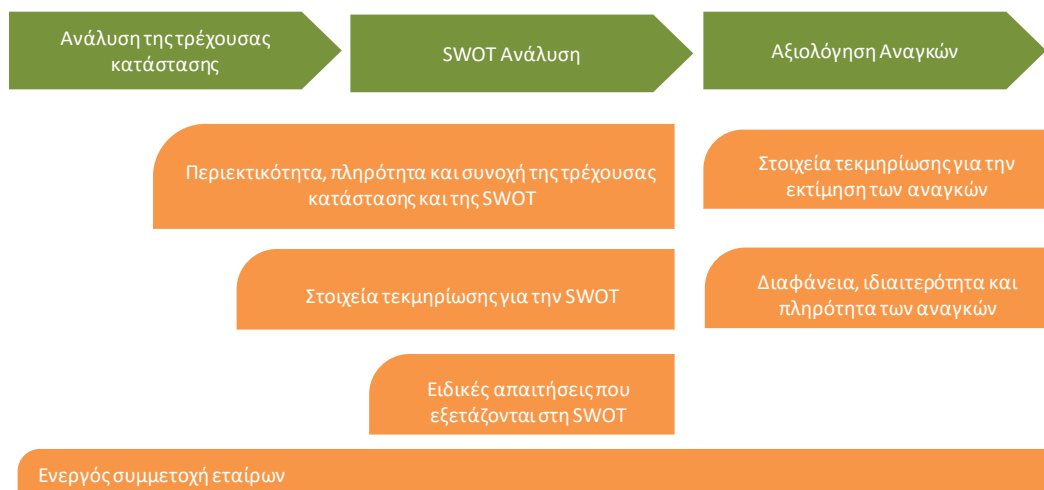 Ανάλυση της τρέχουσας
κατάστασης
SWOT Ανάλυση
Αξιολόγηση Αναγκών
Περιεκτικότητα, πληρότητα και συνοχή της τρέχουσας
κατάστασης και της SWOT
Στοιχεία τεκμηρίωσης για την
εκτίμηση των αναγκών
Στοιχεία τεκμηρίωσης για την SWOT
Διαφάνεια, ιδιαιτερότητα και
πληρότητα των αναγκών
Ειδικές απαιτήσεις που
εξετάζονται στη SWOT
Ενεργός συμμετοχή εταίρων